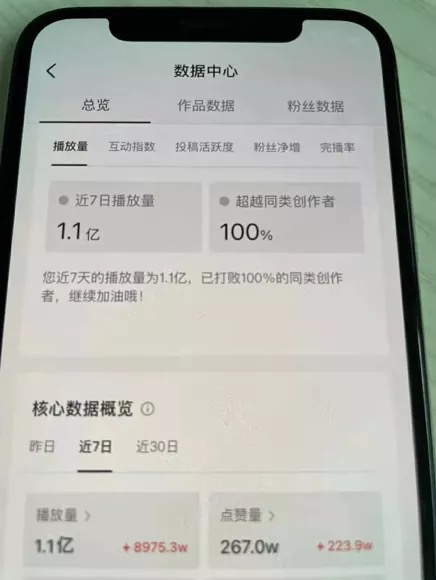 数据中心
总览 作品数据 粉丝数据
播放量 互动指数 投稿活跃度 粉丝净增 完播率
近7日播放量 超越同类创作者
1.1亿 100%
您近7天的播放量为1.1亿，已打败100%的同类创作
者，继续加油哦！
核心数据概览
昨日 近7日 近30日
播放量 > 点赞量 >
1.1亿 +8975.3w 267.0w +223.9w